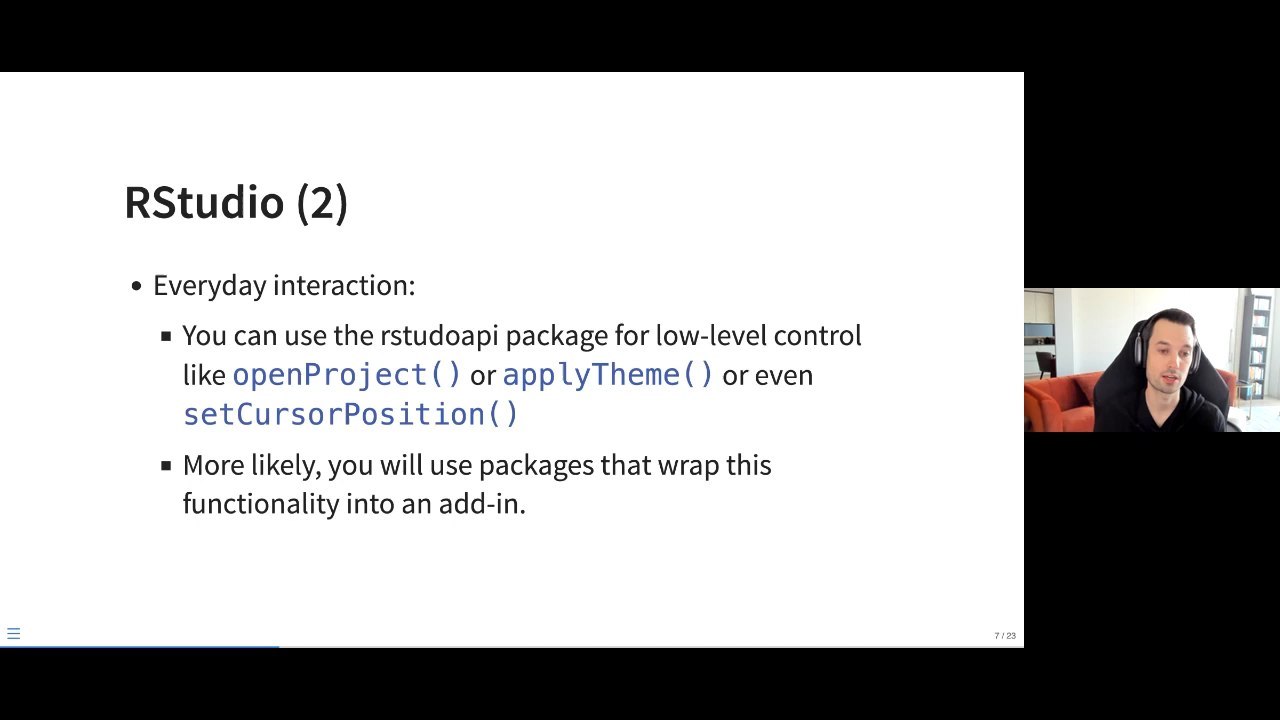 RStudio (2)
• Everyday interaction:
▪ You can use the rstudoapi package for low-level control
like openProject() or applyTheme() or even
setCursorPosition()
▪ More likely, you will use packages that wrap this
functionality into an add-in.
7 / 23